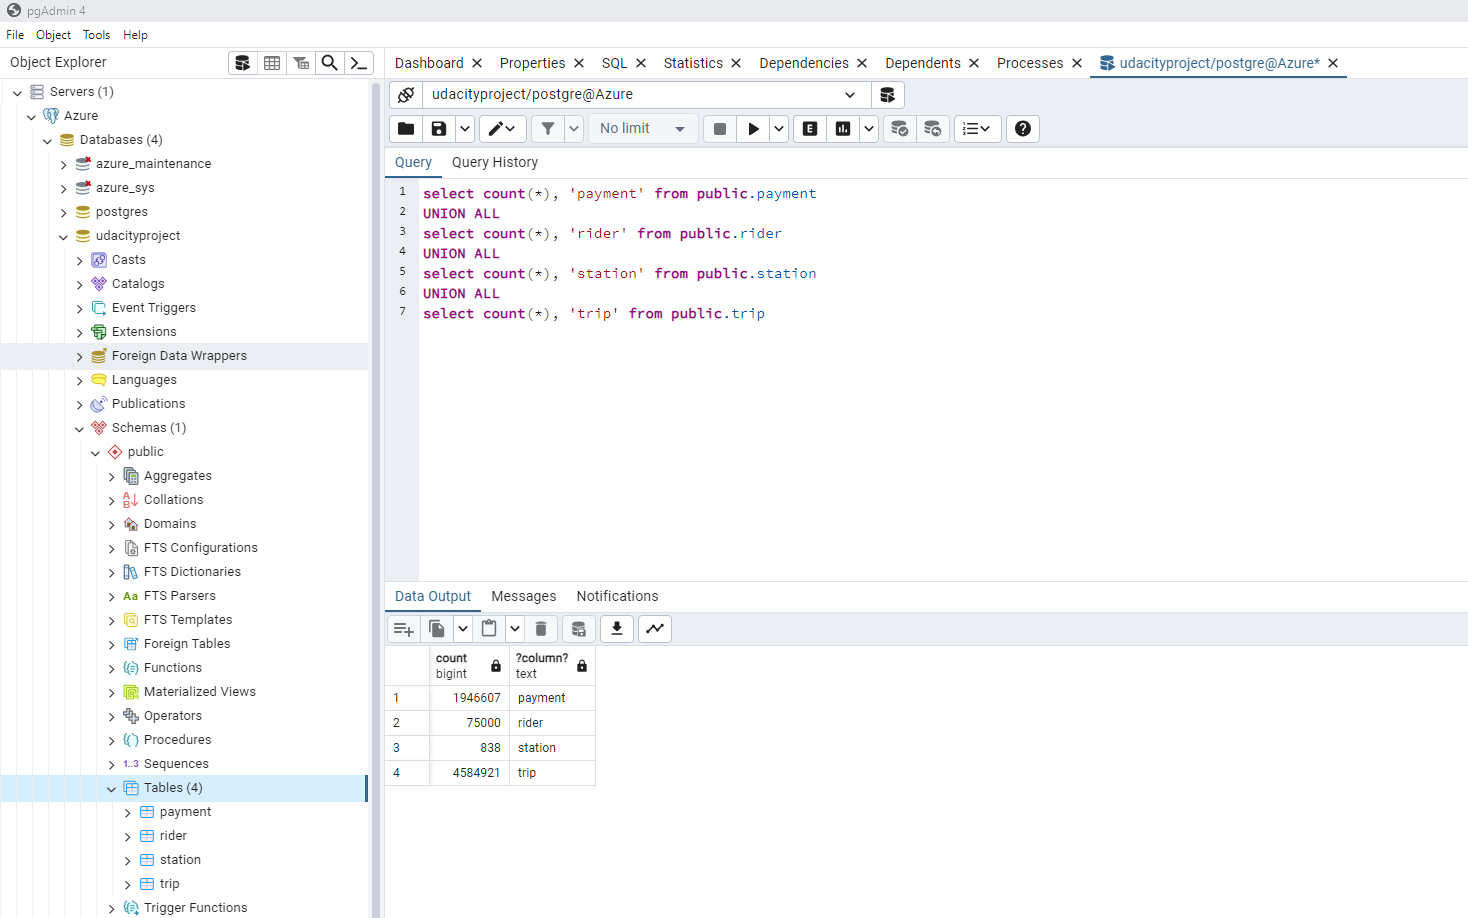 pgAdmin 4
File Object Tools Help
Object Explorer
Servers (1)
Azure
Databases (4)
azure_maintenance
azure_sys
postgres
udacityproject
Casts
Catalogs
Event Triggers
Extensions
Foreign Data Wrappers
Languages
Publications
Schemas (1)
public
Aggregates
Collations
Domains
FTS Configurations
FTS Dictionaries
Aa FTS Parsers
FTS Templates
Foreign Tables
Functions
Materialized Views
Operators
Procedures
1..3 Sequences
Tables (4)
payment
rider
station
trip
Trigger Functions
Dashboard Properties SQL Statistics Dependencies Dependents Processes udacityproject/postgre@Azure*
udacityproject/postgre@Azure
No limit E
Query Query History
1 select count(*), 'payment' from public.payment
2 UNION ALL
3 select count(*), 'rider' from public.rider
4 UNION ALL
5 select count(*), 'station' from public.station
6 UNION ALL
7 select count(*), 'trip' from public.trip
Data Output Messages Notifications
count ?column?
bigint text
1 1946607 payment
2 75000 rider
3 838 station
4 4584921 trip